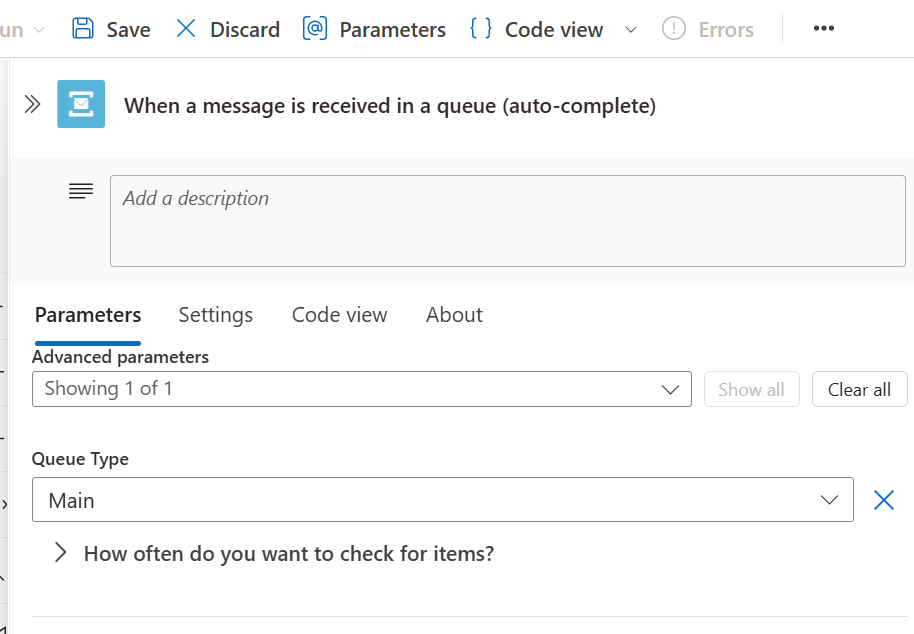 un Save Discard Parameters Code view Errors
When a message is received in a queue (auto-complete)
Add a description
Parameters Settings Code view About
Advanced parameters
Showing 1 of 1 Show all Clear all
Queue Type
Main
How often do you want to check for items?